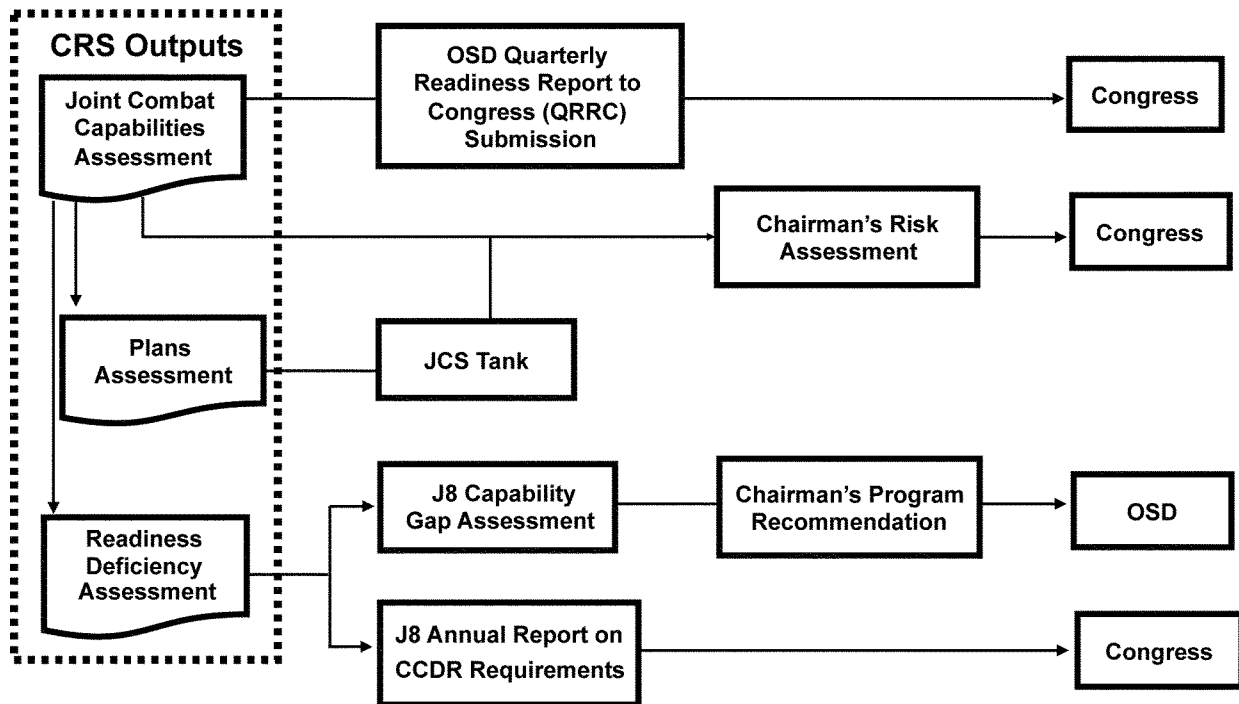 CRS Outputs
Joint Combat
Capabilities
Assessment
OSD Quarterly
Readiness Report to
Congress (QRRC)
Submission
Congress
Chairman's Risk
Assessment
Congress
Plans
Assessment
JCS Tank
Readiness
Deficiency
Assessment
J8 Capability
Gap Assessment
Chairman's Program
Recommendation
OSD
J8 Annual Report on
CCDR Requirements
Congress